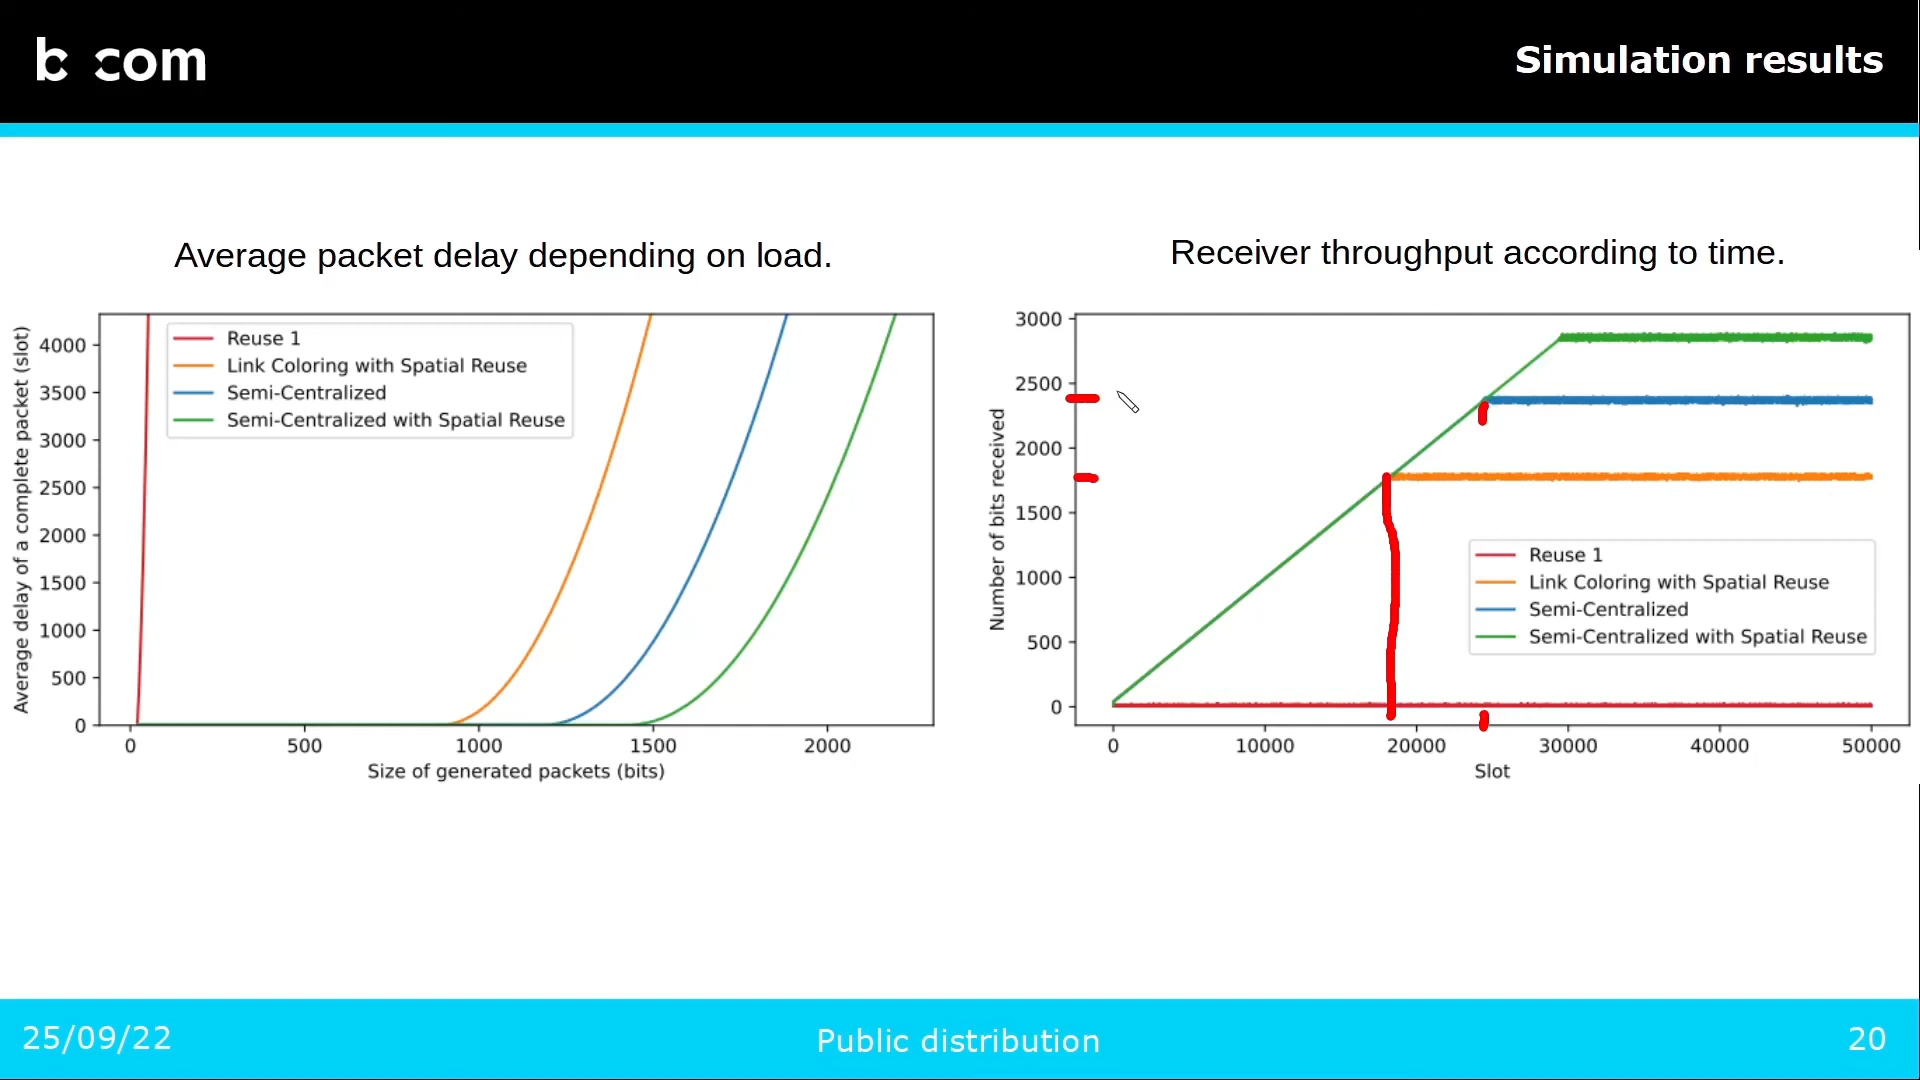 b com
Simulation results
Average packet delay depending on load.
Receiver throughput according to time.
Average delay of a complete packet (slot)
4000
3500
3000
2500
2000
1500
1000
500
0
Reuse 1
Link Coloring with Spatial Reuse
Semi-Centralized
Semi-Centralized with Spatial Reuse
0 500 1000 1500 2000
Size of generated packets (bits)
Number of bits received
3000
2500
2000
1500
1000
500
0
Reuse 1
Link Coloring with Spatial Reuse
Semi-Centralized
Semi-Centralized with Spatial Reuse
0 10000 20000 30000 40000 50000
Slot
25/09/22
Public distribution
20